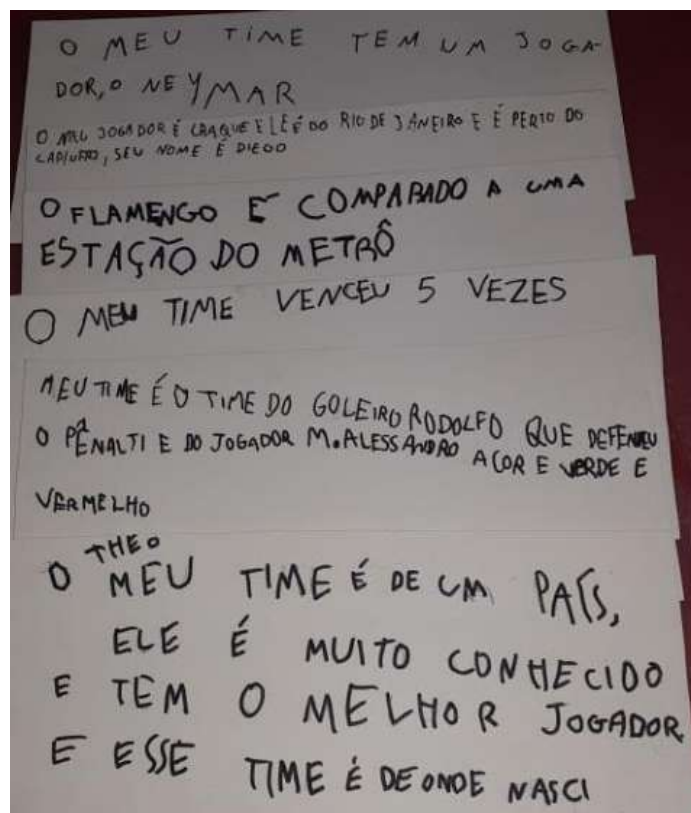 O MEU TIME TEM UM JOGA-
DOR, O NEYMAR
O MEU JOGADOR É CRAQUE E LE É DO RIO DE JANEIRO E É PERTO DO
, SEU NOME É DIEGO
O FLAMENGO É COMPARADO A UMA
ESTAÇÃO DO METRÔ
O MEU TIME VENCEU 5 VEZES
MEU TIME É O TIME DO GOLEIRO RODOLFO QUE DEFENDEU
O PÊNALTI E DO JOGADOR M. ALESSANDRO A COR E VERDE E
VERMELHO
THEO
O MEU TIME É DE UM PAÍS,
ELE É MUITO CONHECIDO
E TEM O MELHOR JOGADOR
E ESSE TIME É DE ONDE NASCI